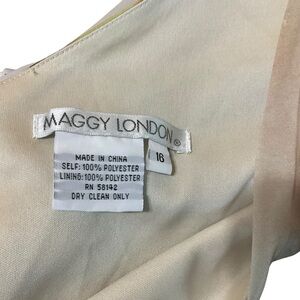 MAGGY LONDON®
16
MADE IN CHINA
SELF: 100% POLYESTER
LINING: 100% POLYESTER
RN 58142
DRY CLEAN ONLY